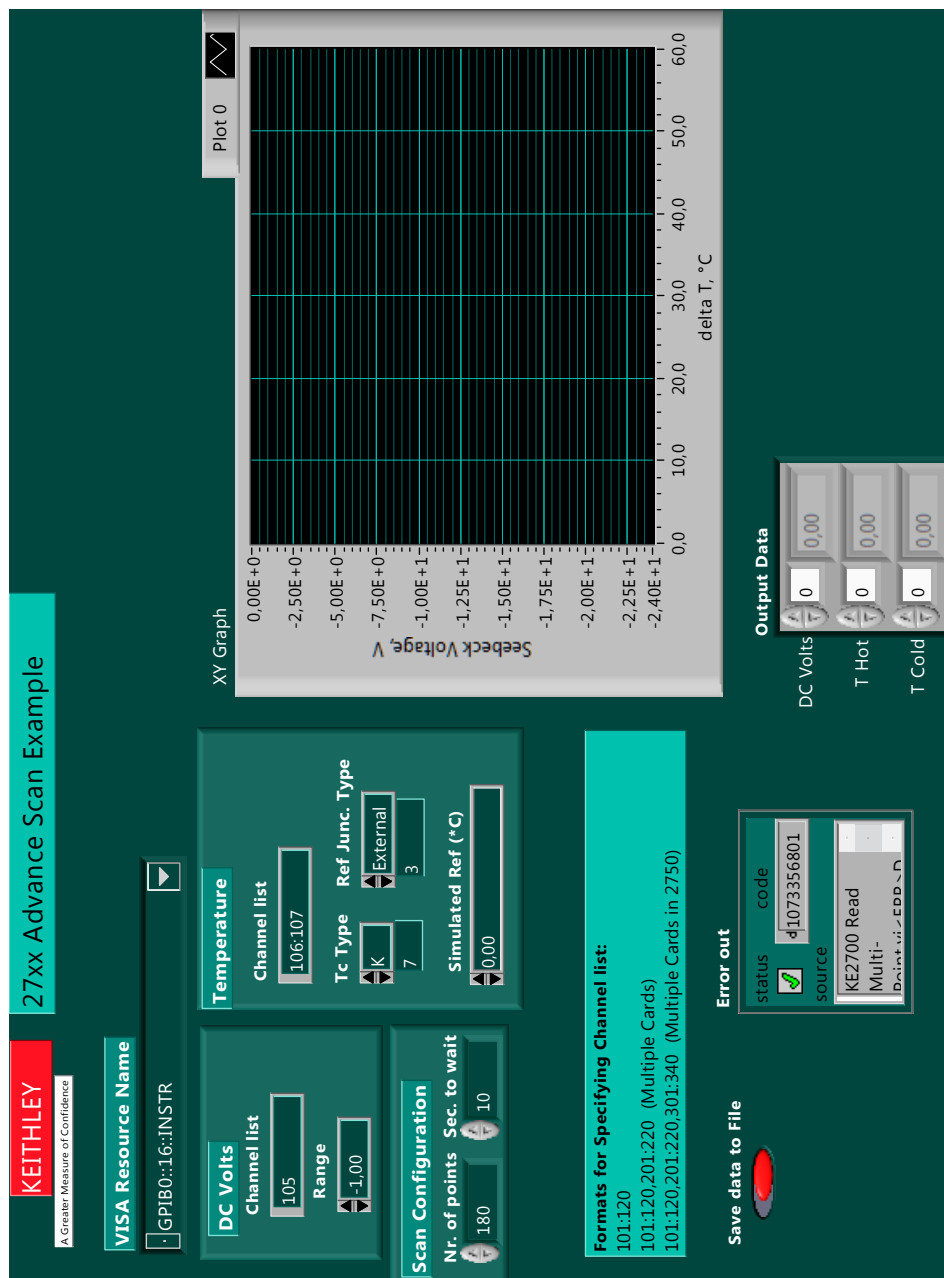 KEITHLEY
27xx Advance Scan Example
A Greater Measure of Confidence
VISA Resource Name
GPIB0::16::INSTR
DC Volts
Channel list
105
Range
-1,00
Temperature
Channel list
106:107
Tc Type
Ref Junc. Type
K
External
7
3
Simulated Ref (*C)
0,00
Scan Configuration
Nr. of points
Sec. to wait
180
10
XY Graph
Plot 0
0,00E+0
-2,50E+0
-5,00E+0
-7,50E+0
-1,00E+1
-1,25E+1
-1,50E+1
-1,75E+1
-2,00E+1
-2,25E+1
-2,40E+1
Seebeck Voltage, V
0,0
10,0
20,0
30,0
40,0
50,0
60,0
delta T, °C
Formats for Specifying Channel list:
101:120
101:120,201:220 (Multiple Cards)
101:120,201:220,301:340 (Multiple Cards in 2750)
Save data to File
Error out
status
code
1073356801
source
KE2700 Read
Multi-
Point.vi<ERR>D
Output Data
DC Volts
0
0,00
T Hot
0
0,00
T Cold
0
0,00